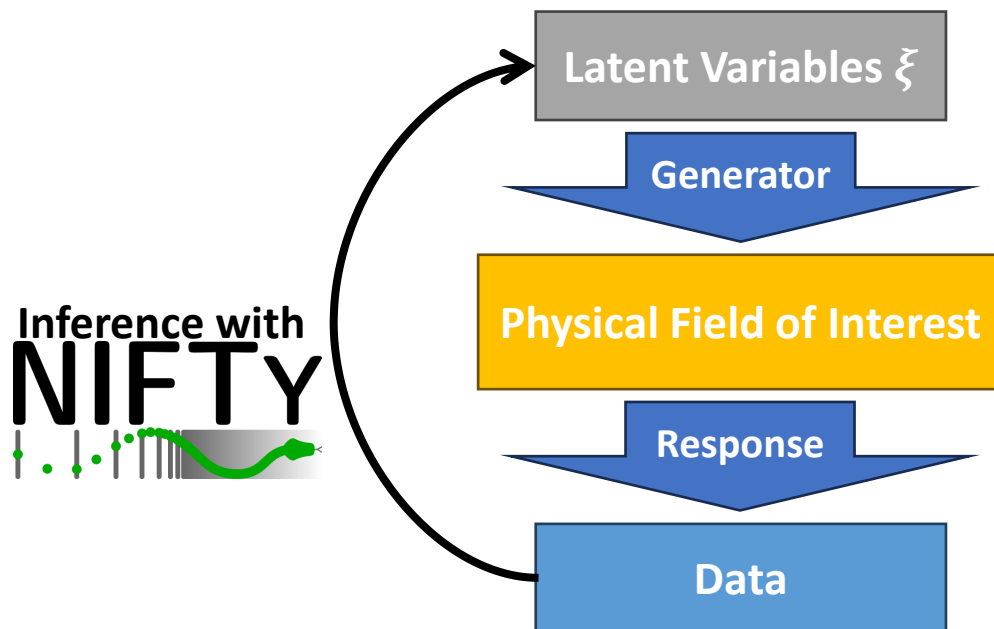 Latent Variables ξ
Generator
Physical Field of Interest
Inference with
NIFTY
Response
Data